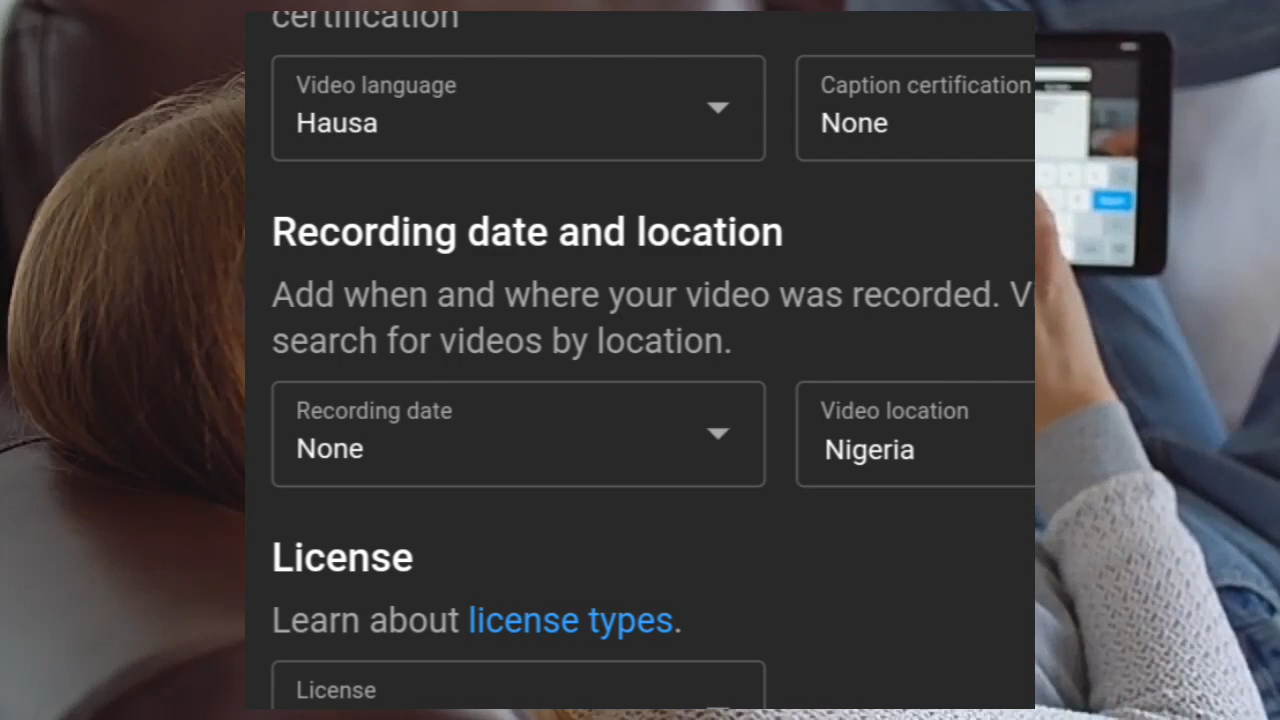 certification
Video language
Hausa
Caption certification
None
Recording date and location
Add when and where your video was recorded.
search for videos by location.
Recording date
None
Video location
Nigeria
License
Learn about license types.
License